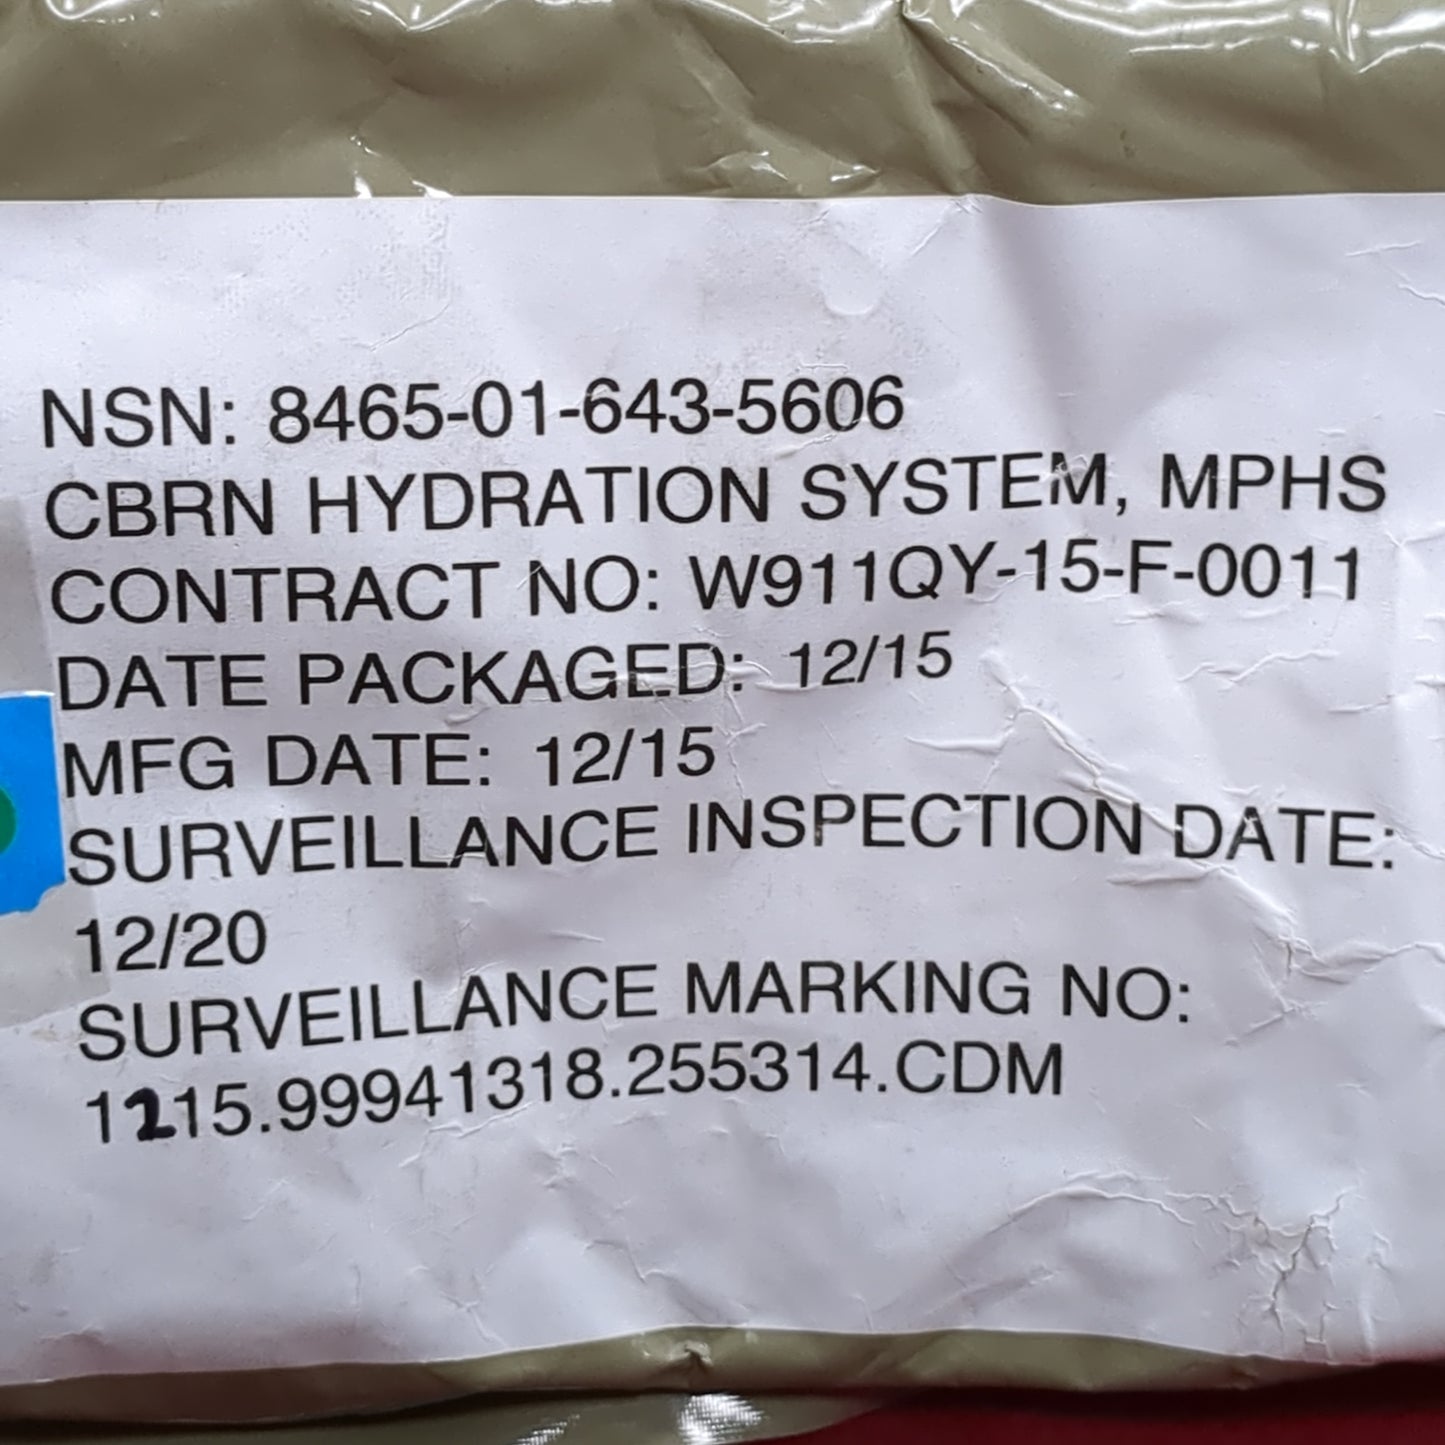 NSN: 8465-01-643-5606
CBRN HYDRATION SYSTEM, MPHS
CONTRACT NO: W911QY-15-F-0011
DATE PACKAGED: 12/15
MFG DATE: 12/15
SURVEILLANCE INSPECTION DATE:
12/20
SURVEILLANCE MARKING NO:
1215.99941318.255314.CDM